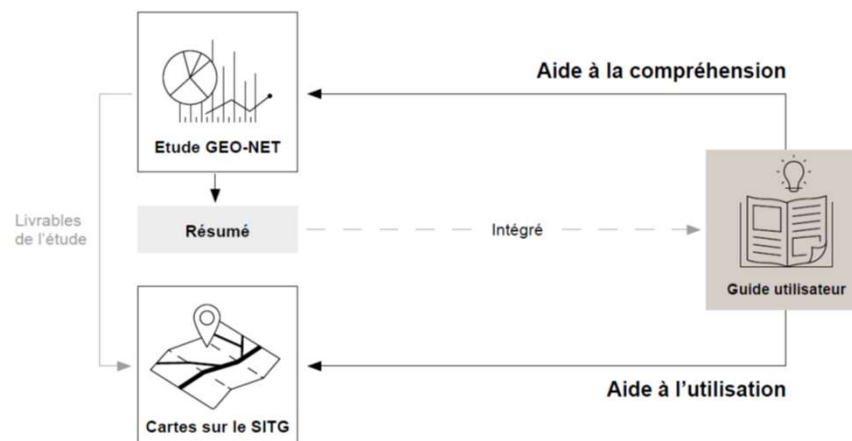 Aide à la compréhension
Etude GEO-NET
Livrables
de l'étude
Résumé
Intégré
Guide utilisateur
Aide à l'utilisation
Cartes sur le SITG